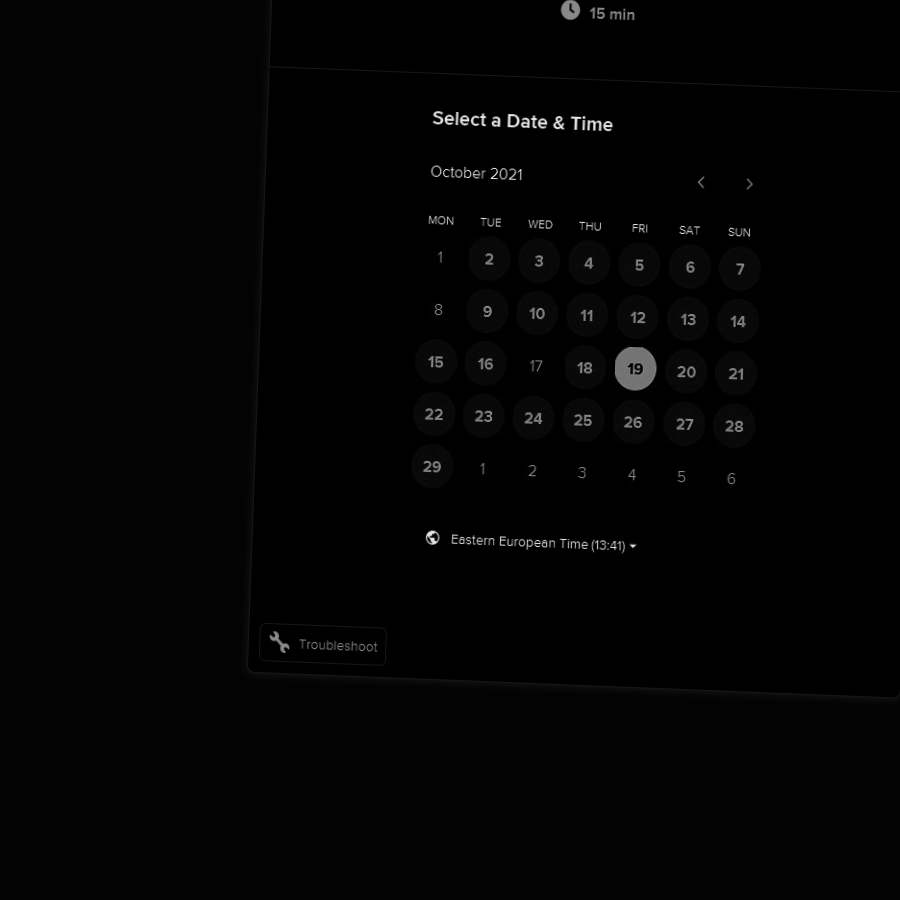 15 min
Select a Date & Time
October 2021
MON TUE WED THU FRI SAT SUN
1 2 3 4 5 6 7
8 9 10 11 12 13 14
15 16 17 18 19 20 21
22 23 24 25 26 27 28
29 1 2 3 4 5 6
Eastern European Time (13:41)
Troubleshoot